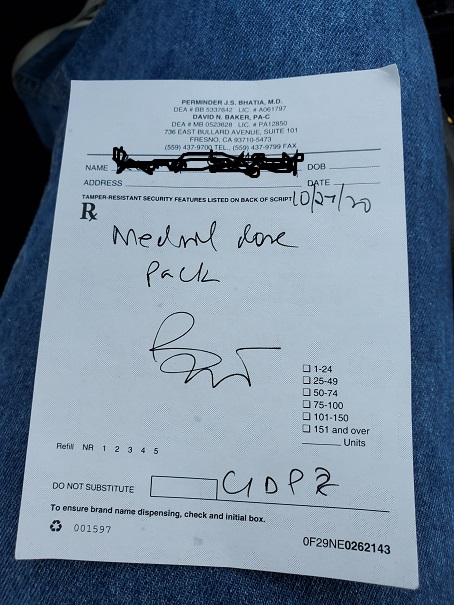 PERMINDER J.S. BHATIA, M.D.
DEA # BB 5337642 LIC. # A061797
DAVID N. BAKER, PA-C
DEA # MB 0523628 LIC. # PA12850
736 EAST BULLARD AVENUE, SUITE 101
FRESNO, CA 93710-5473
(559) 437-9700 TEL., (559) 437-9799 FAX
NAME DOB
ADDRESS DATE
TAMPER-RESISTANT SECURITY FEATURES LISTED ON BACK OF SCRIPT 10/27/20
Rx
Medrol dose
Pack
1-24
25-49
50-74
75-100
101-150
151 and over
Units
Refill NR 1 2 3 4 5
DO NOT SUBSTITUTE CIDP
To ensure brand name dispensing, check and initial box.
001597
0F29NE0262143